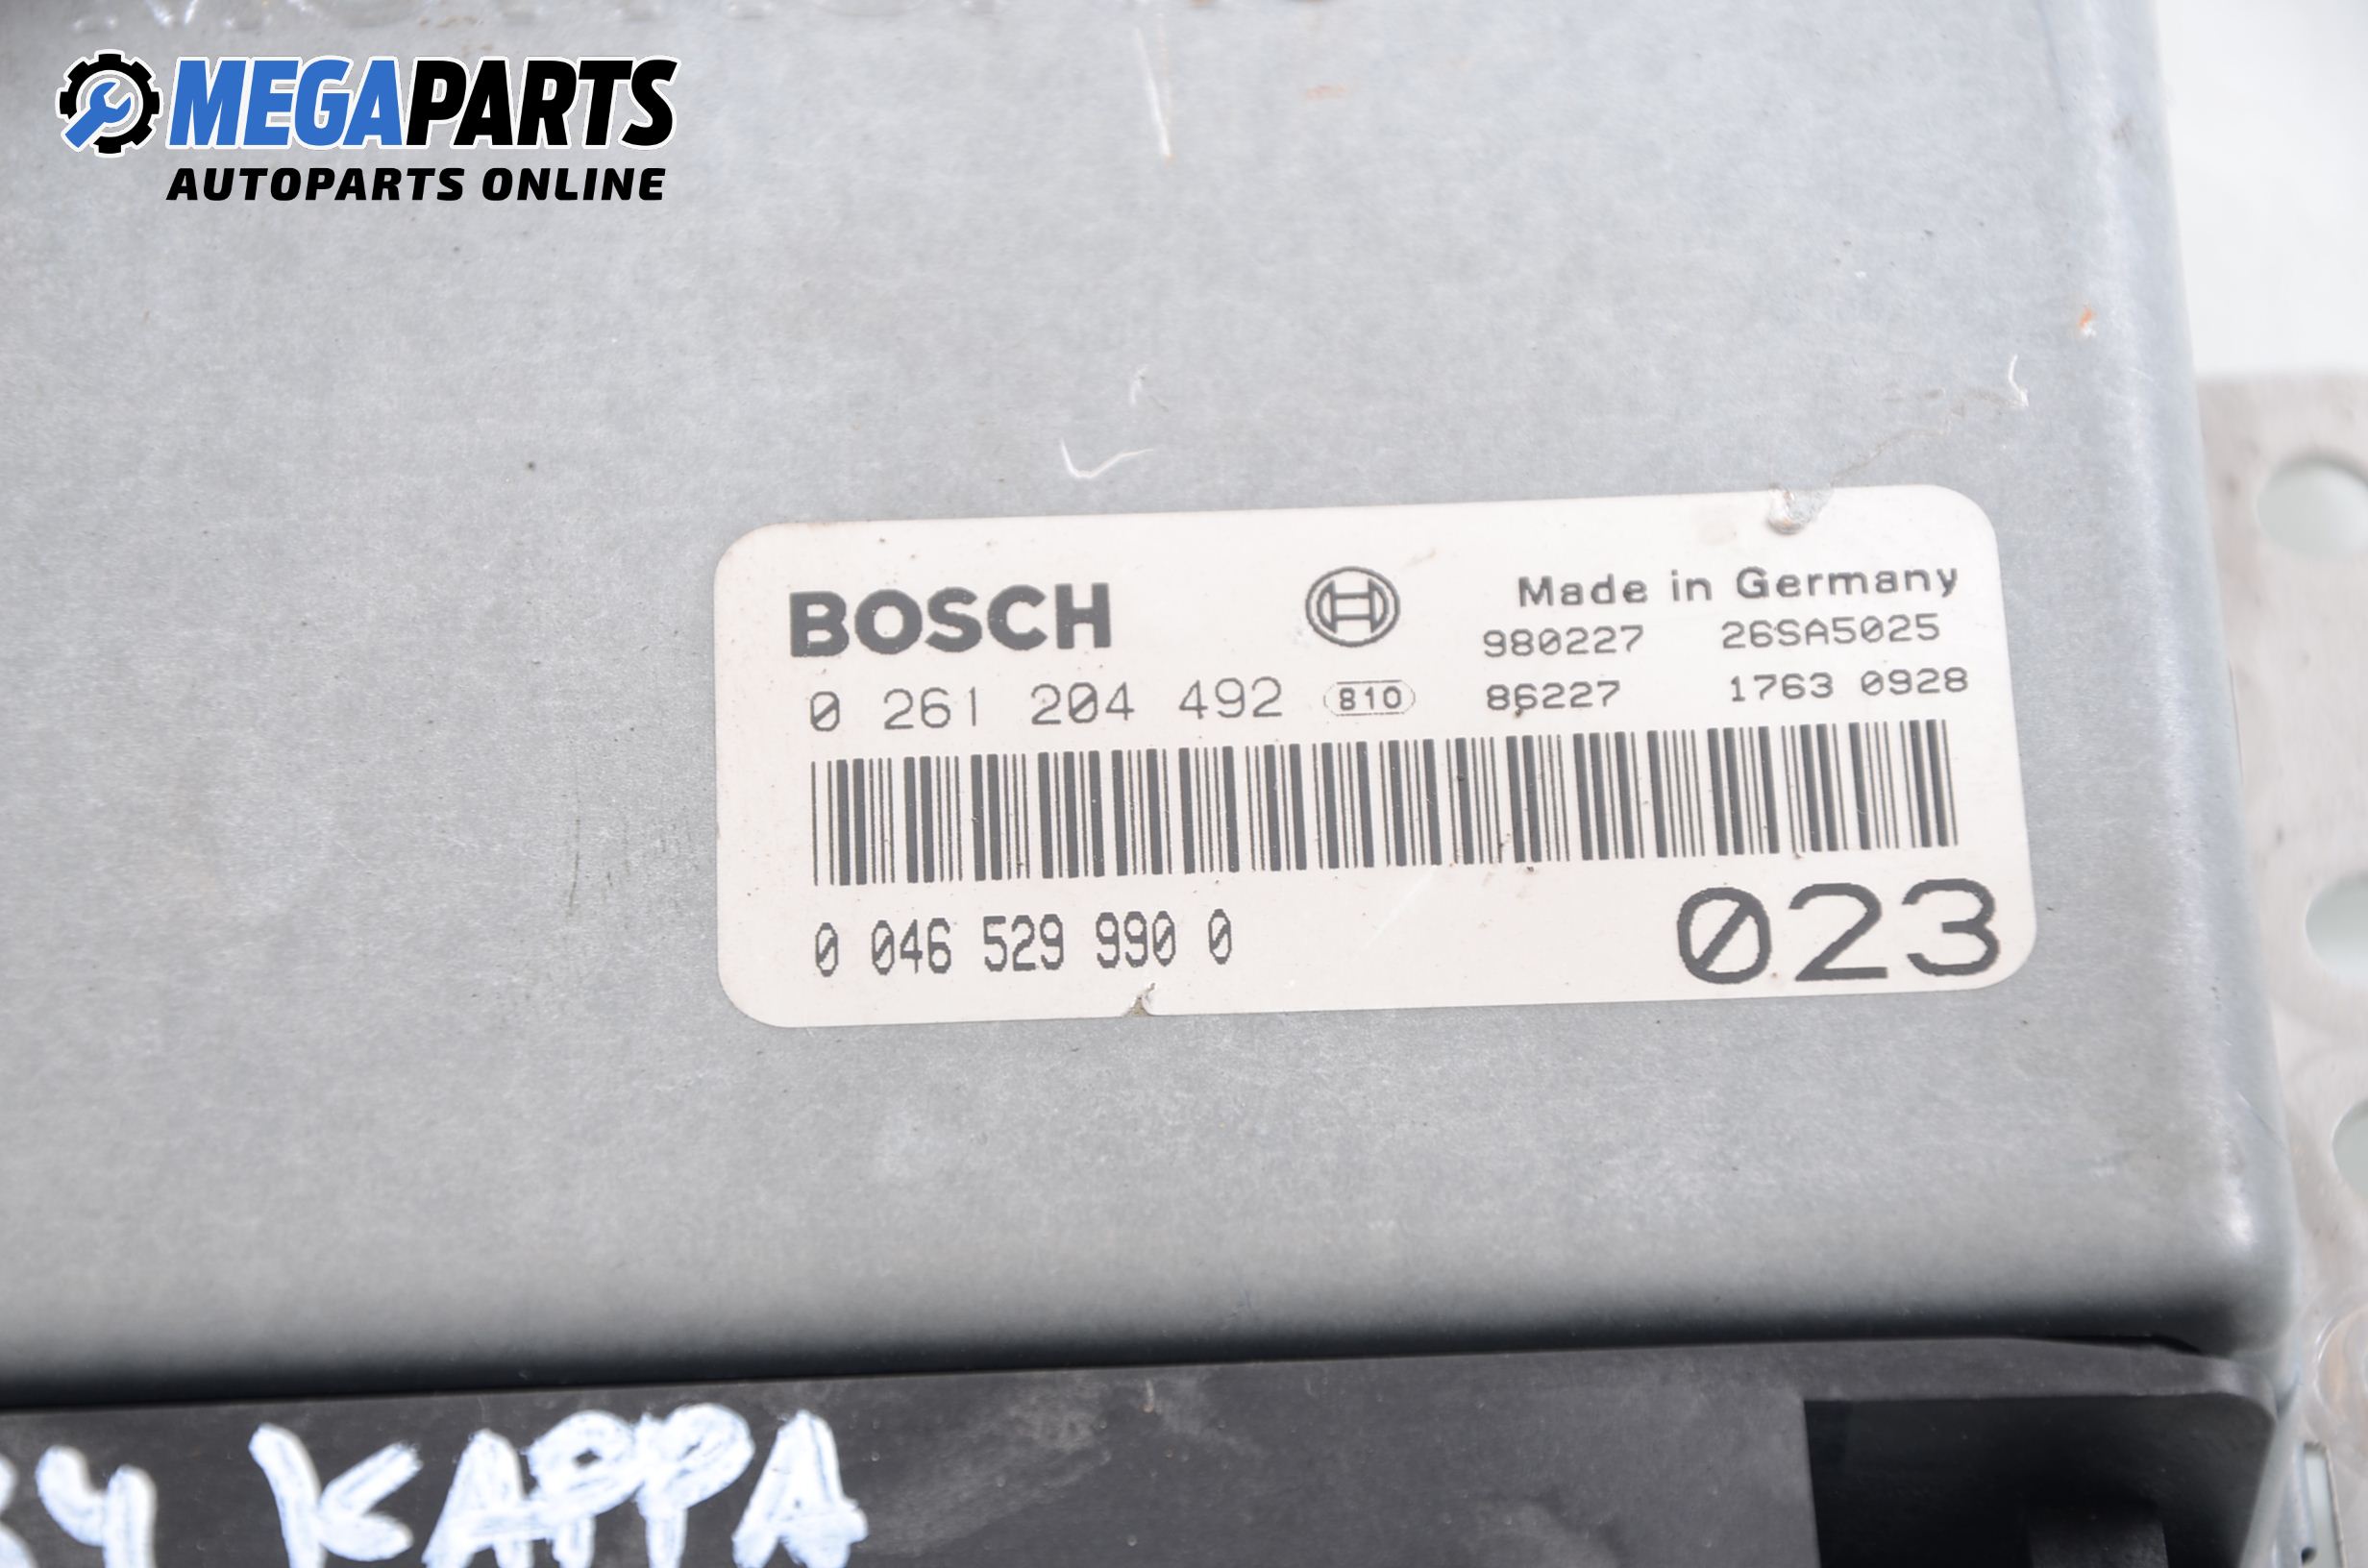 MEGAPARTS
AUTOPARTS ONLINE
BOSCH
Made in Germany
980227 26SA5025
0 261 204 492 810 86227 1763 0928
0 046 529 990 0
023
KAPPA